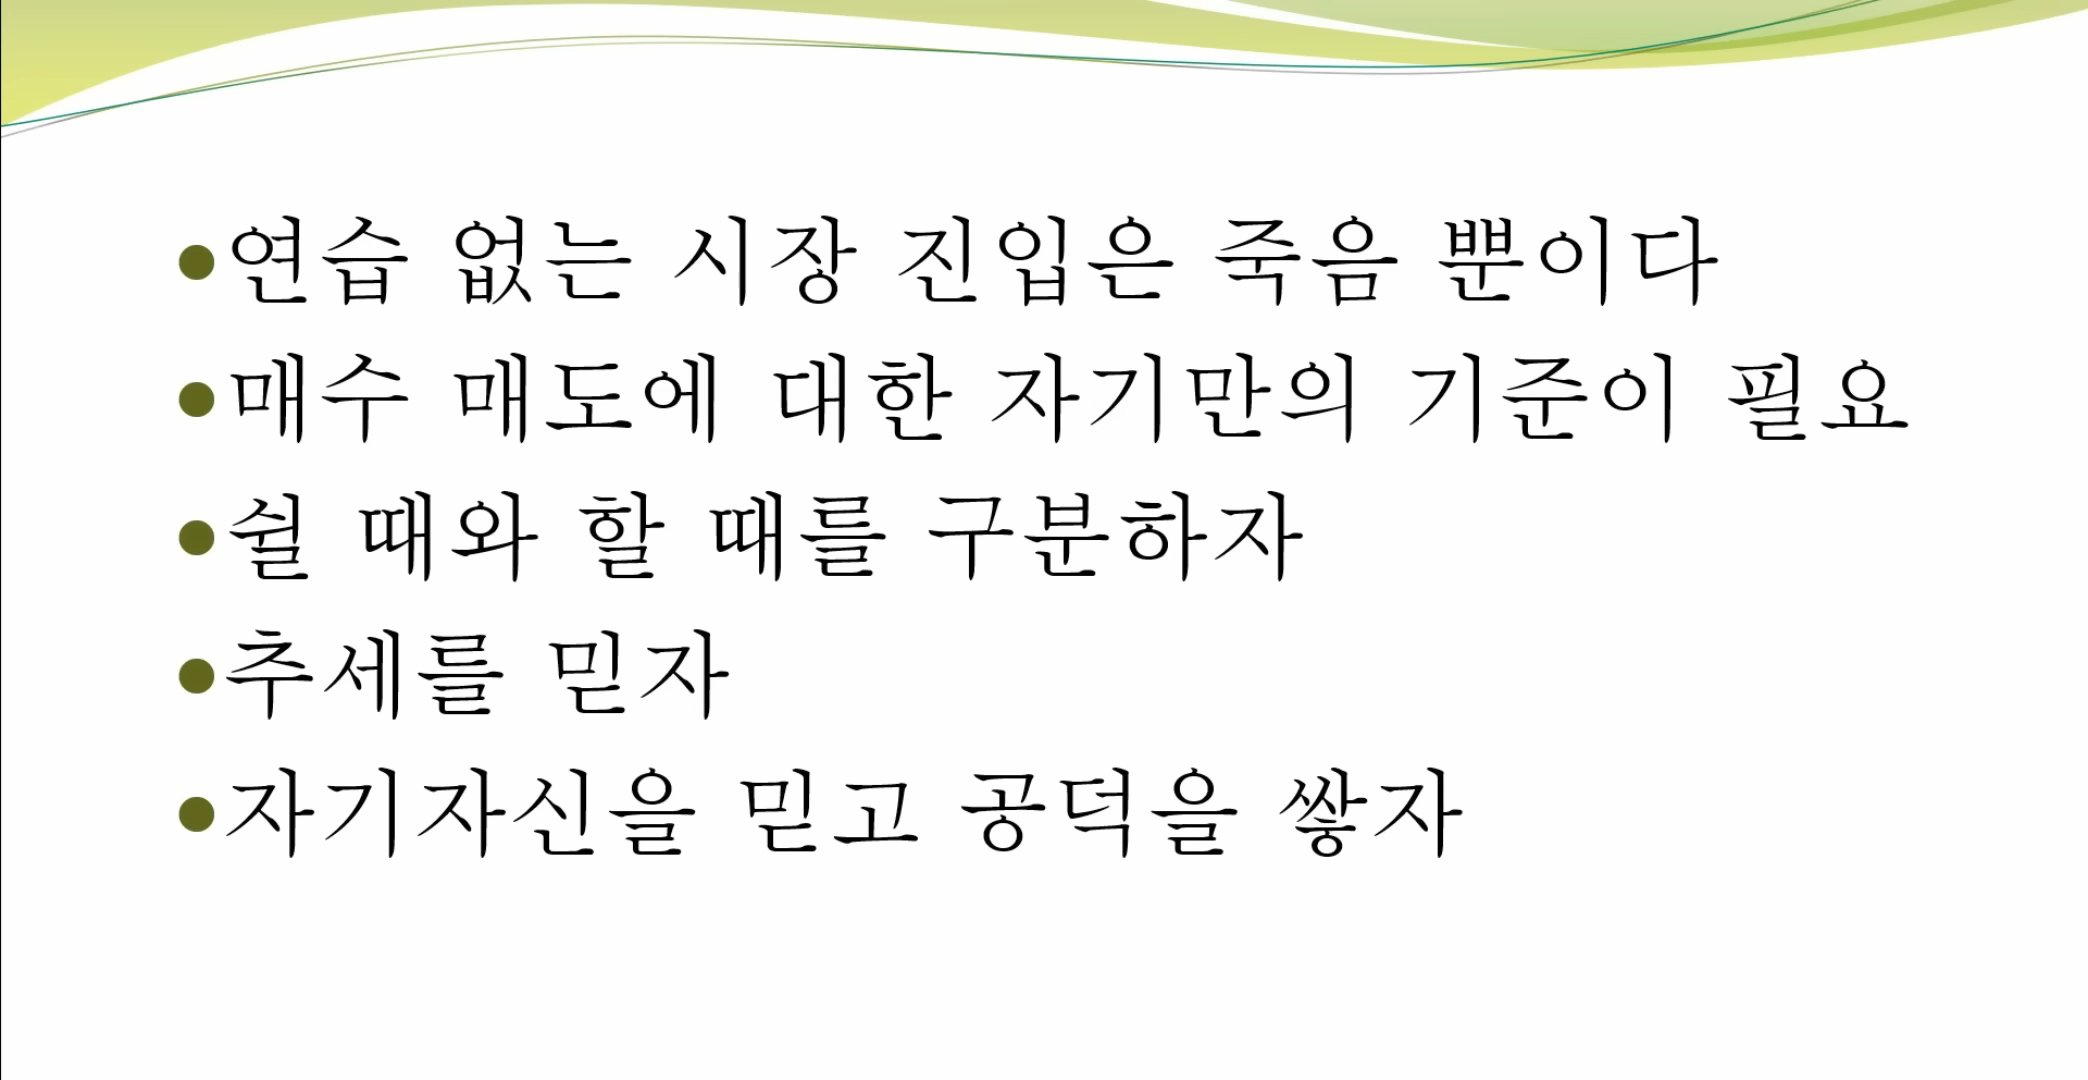 •연습 없는 시장 진입은 죽음 뿐이다
•매수 매도에 대한 자기만의 기준이 필요
•쉴 때와 할 때를 구분하자
•추세를 믿자
•자기자신을 믿고 공덕을 쌓자